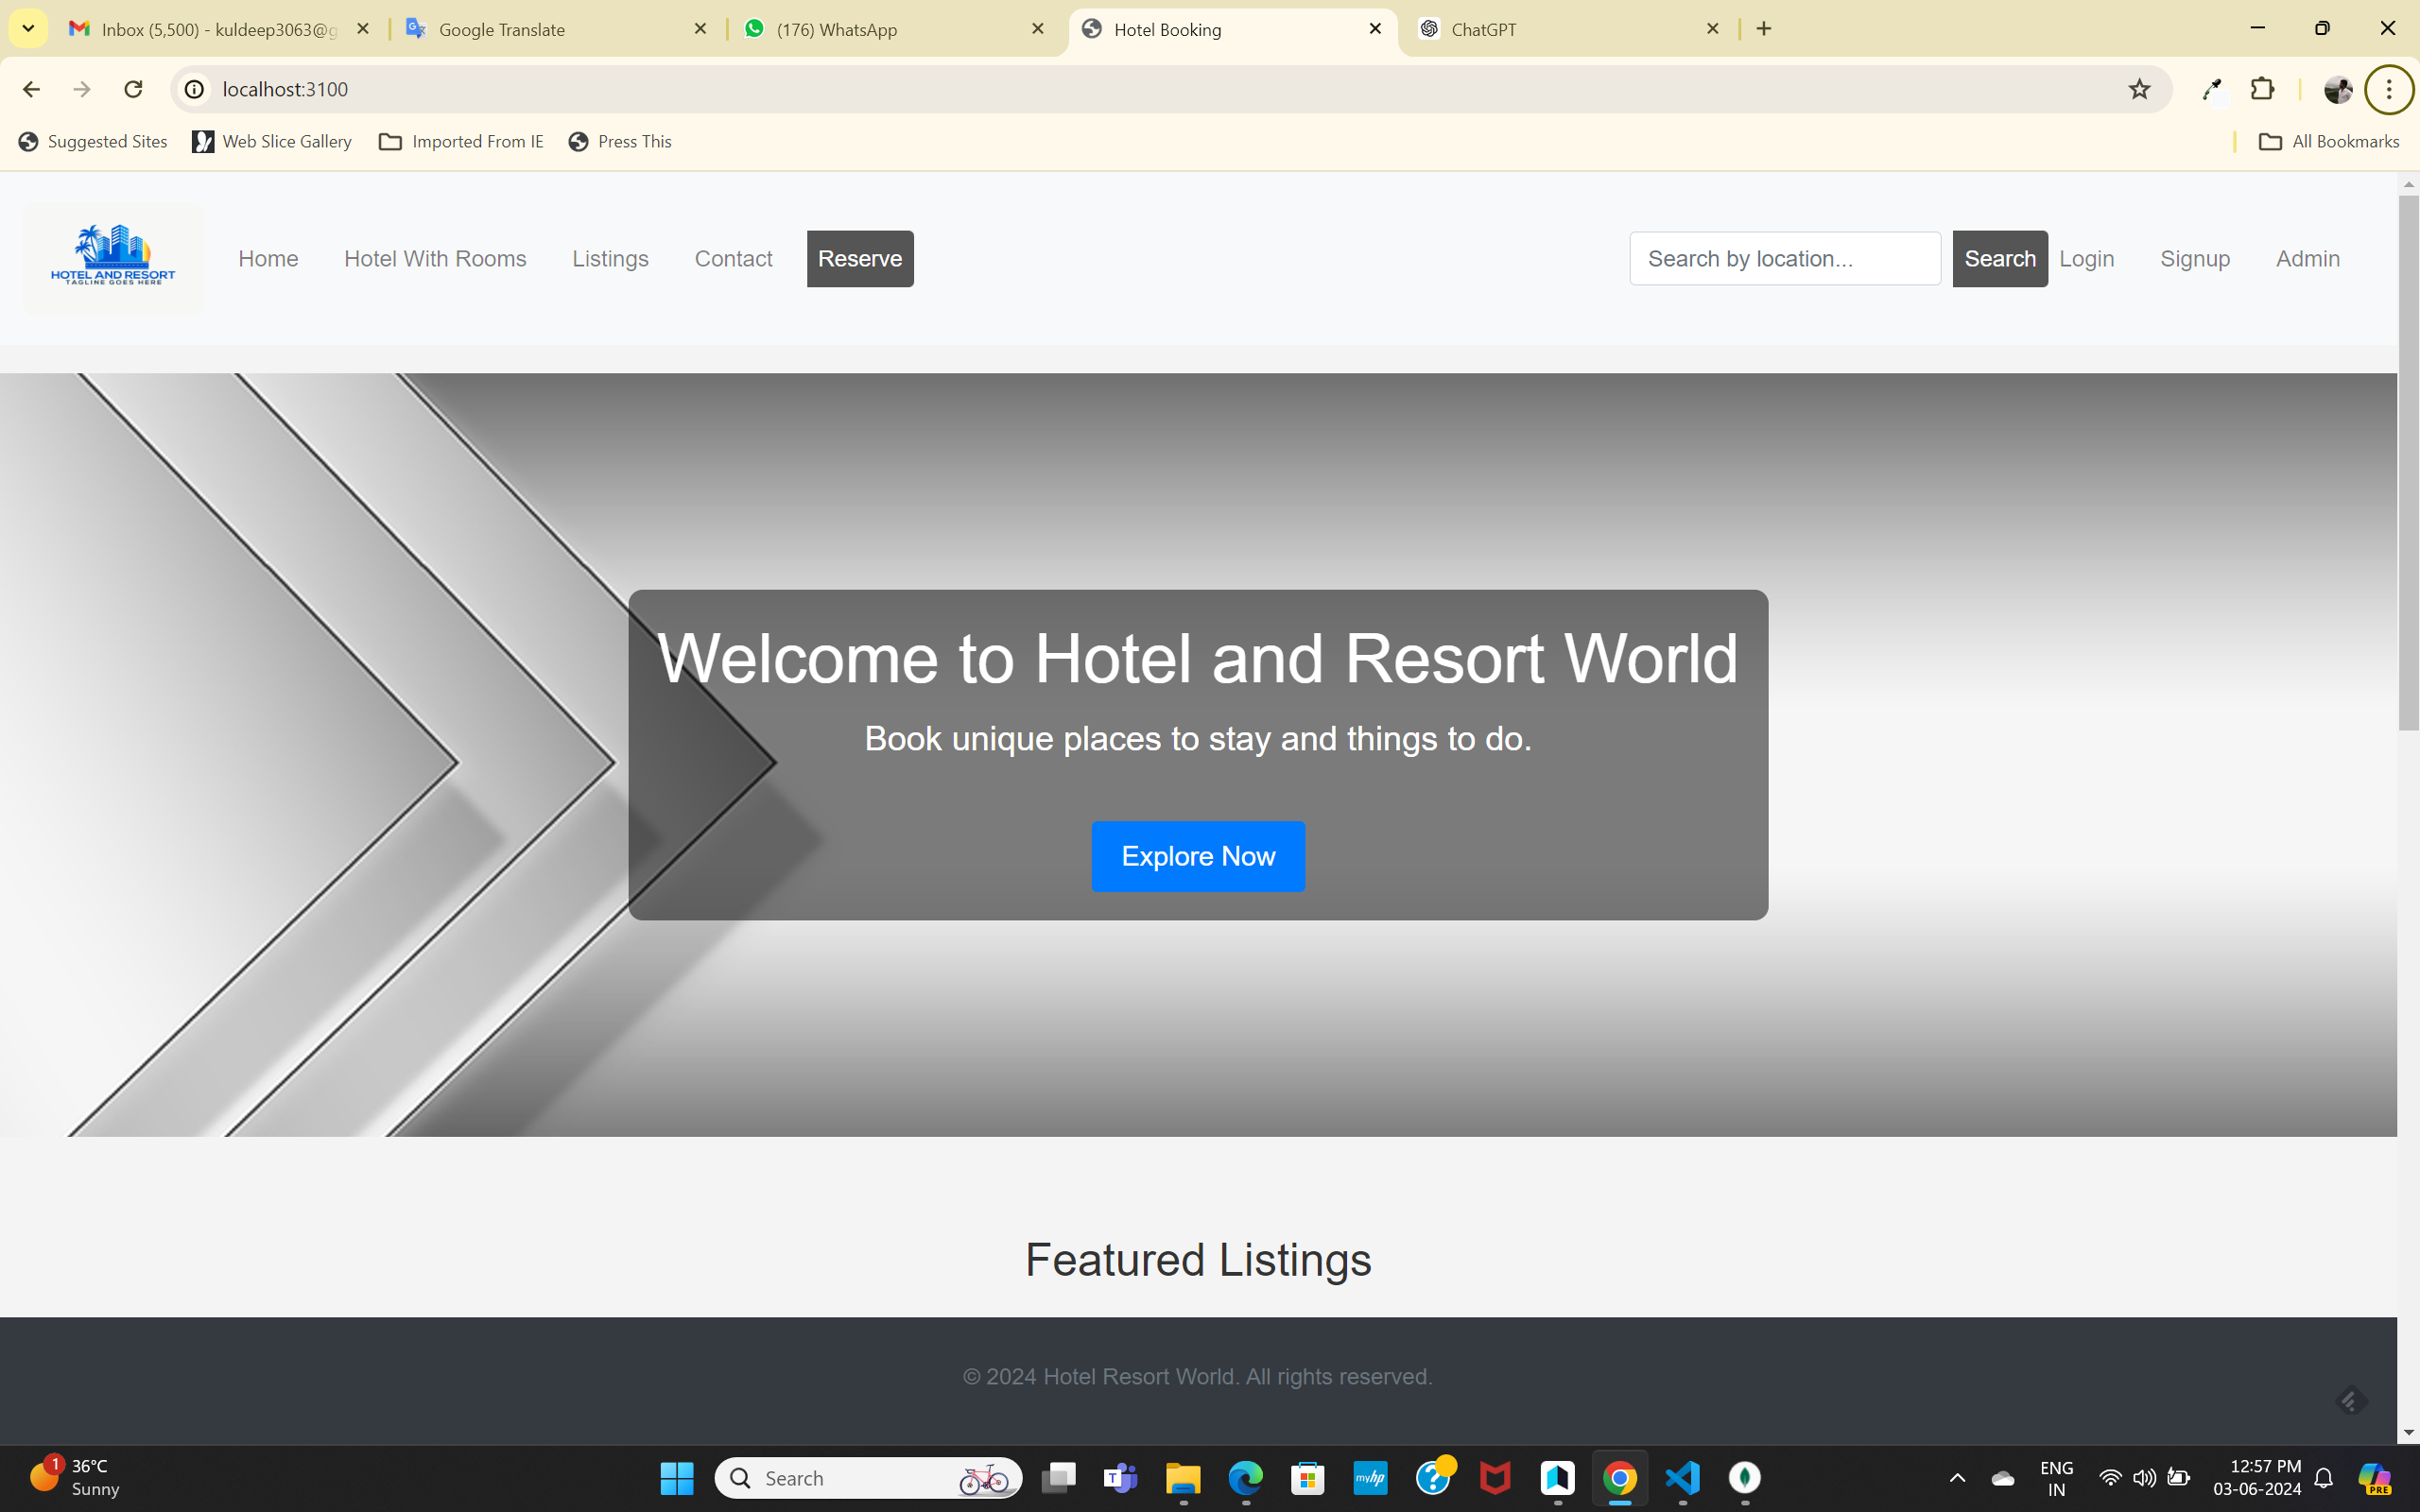 Inbox (5,500) - kuldeep3063@g
Google Translate
(176) WhatsApp
Hotel Booking
ChatGPT
localhost:3100
Suggested Sites
Web Slice Gallery
Imported From IE
Press This
All Bookmarks
HOTEL AND RESORT
TAGLINE GOES HERE
Home
Hotel With Rooms
Listings
Contact
Reserve
Search by location...
Search
Login
Signup
Admin
Welcome to Hotel and Resort World
Book unique places to stay and things to do.
Explore Now
Featured Listings
© 2024 Hotel Resort World. All rights reserved.
1
36°C
Sunny
Search
T
myhp
ENG
IN
12:57 PM
03-06-2024
PRE